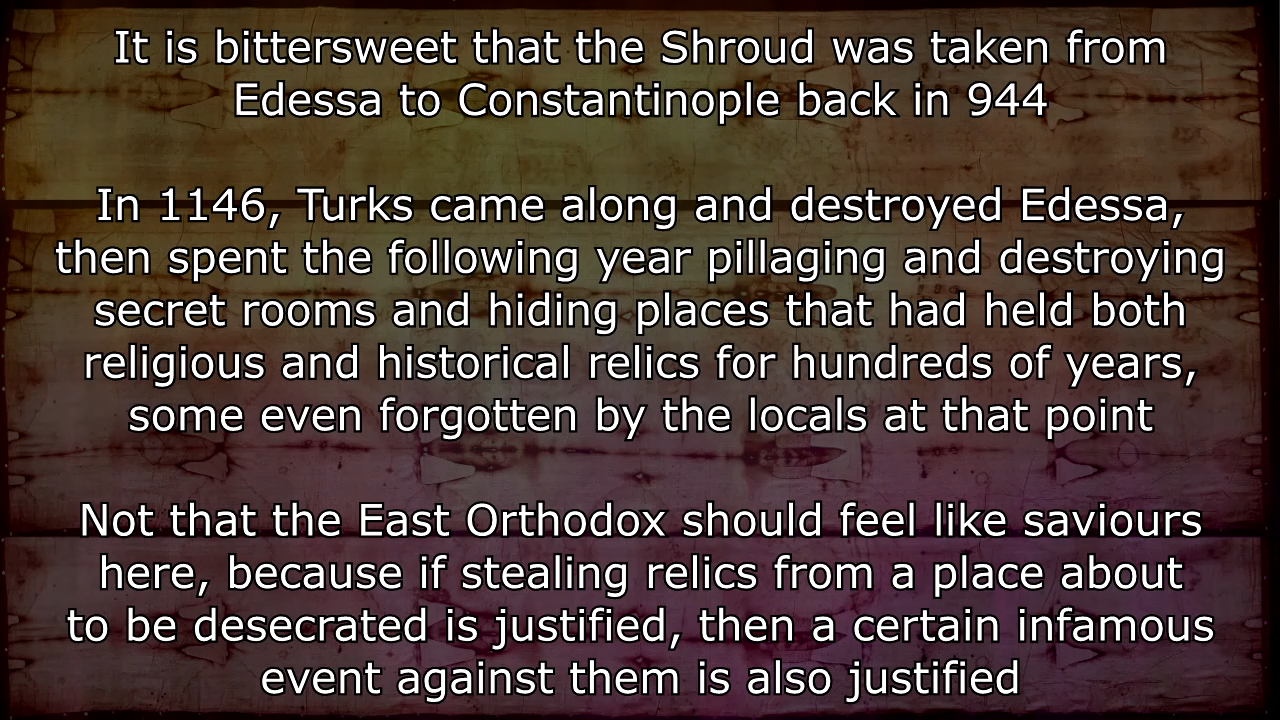 It is bittersweet that the Shroud was taken from
Edessa to Constantinople back in 944
In 1146, Turks came along and destroyed Edessa,
then spent the following year pillaging and destroying
secret rooms and hiding places that had held both
religious and historical relics for hundreds of years,
some even forgotten by the locals at that point
Not that the East Orthodox should feel like saviours
here, because if stealing relics from a place about
to be desecrated is justified, then a certain infamous
event against them is also justified